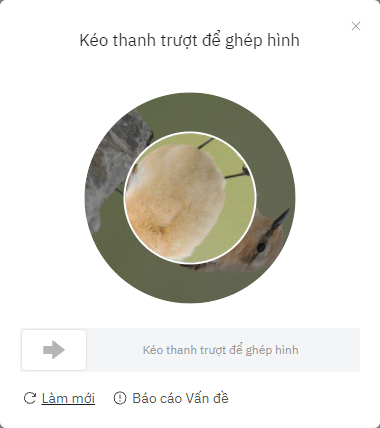 Kéo thanh trượt để ghép hình
Kéo thanh trượt để ghép hình
Làm mới
Báo cáo Vấn đề